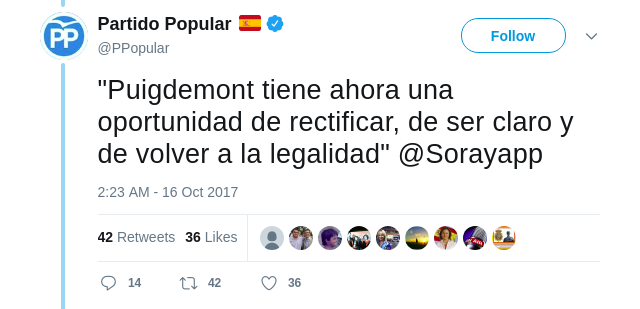 PP
Partido Popular
@PPopular
Follow
"Puigdemont tiene ahora una
oportunidad de rectificar, de ser claro y
de volver a la legalidad" @Sorayapp
2:23 AM - 16 Oct 2017
42 Retweets 36 Likes
14 42 36